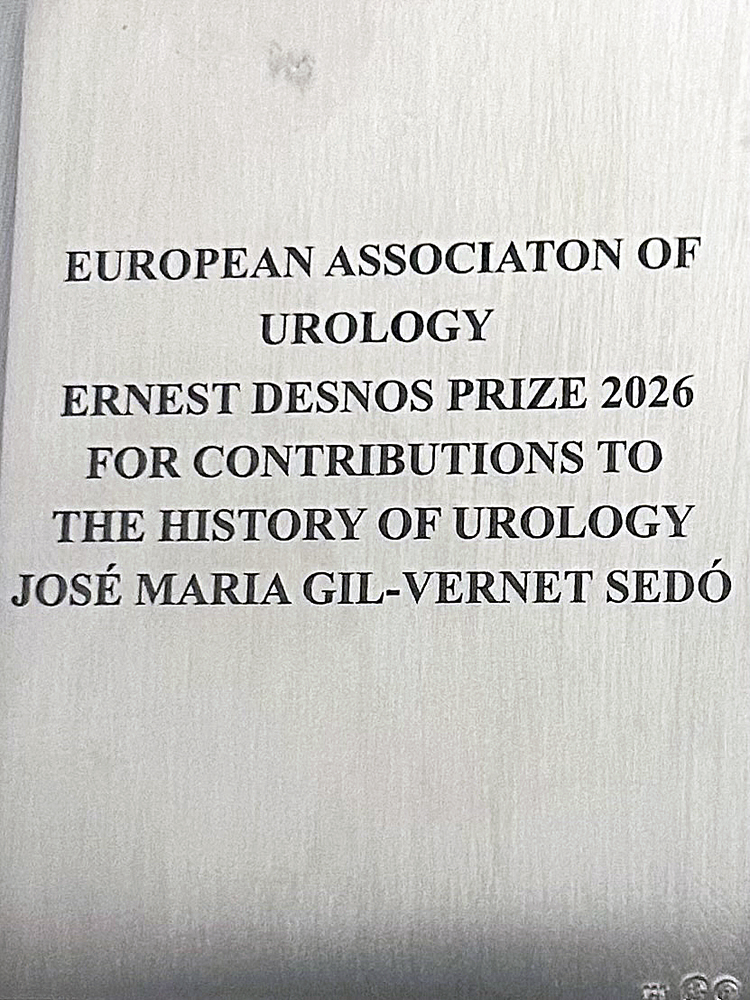 EUROPEAN ASSOCIATON OF
UROLOGY
ERNEST DESNOS PRIZE 2026
FOR CONTRIBUTIONS TO
THE HISTORY OF UROLOGY
JOSÉ MARIA GIL-VERNET SEDÓ